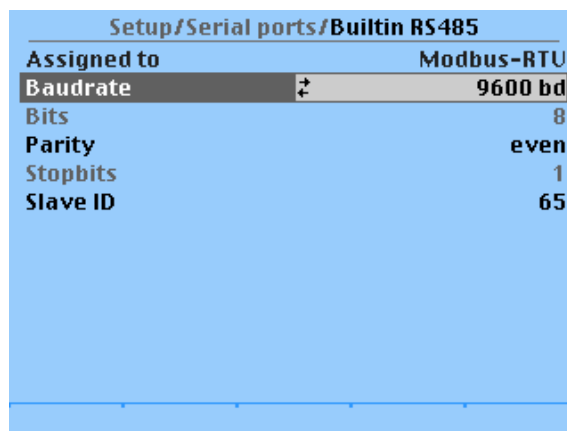 Setup/Serial ports/Builtin RS485
Assigned to Modbus-RTU
Baudrate 9600 bd
Bits 8
Parity even
Stopbits 1
Slave ID 65